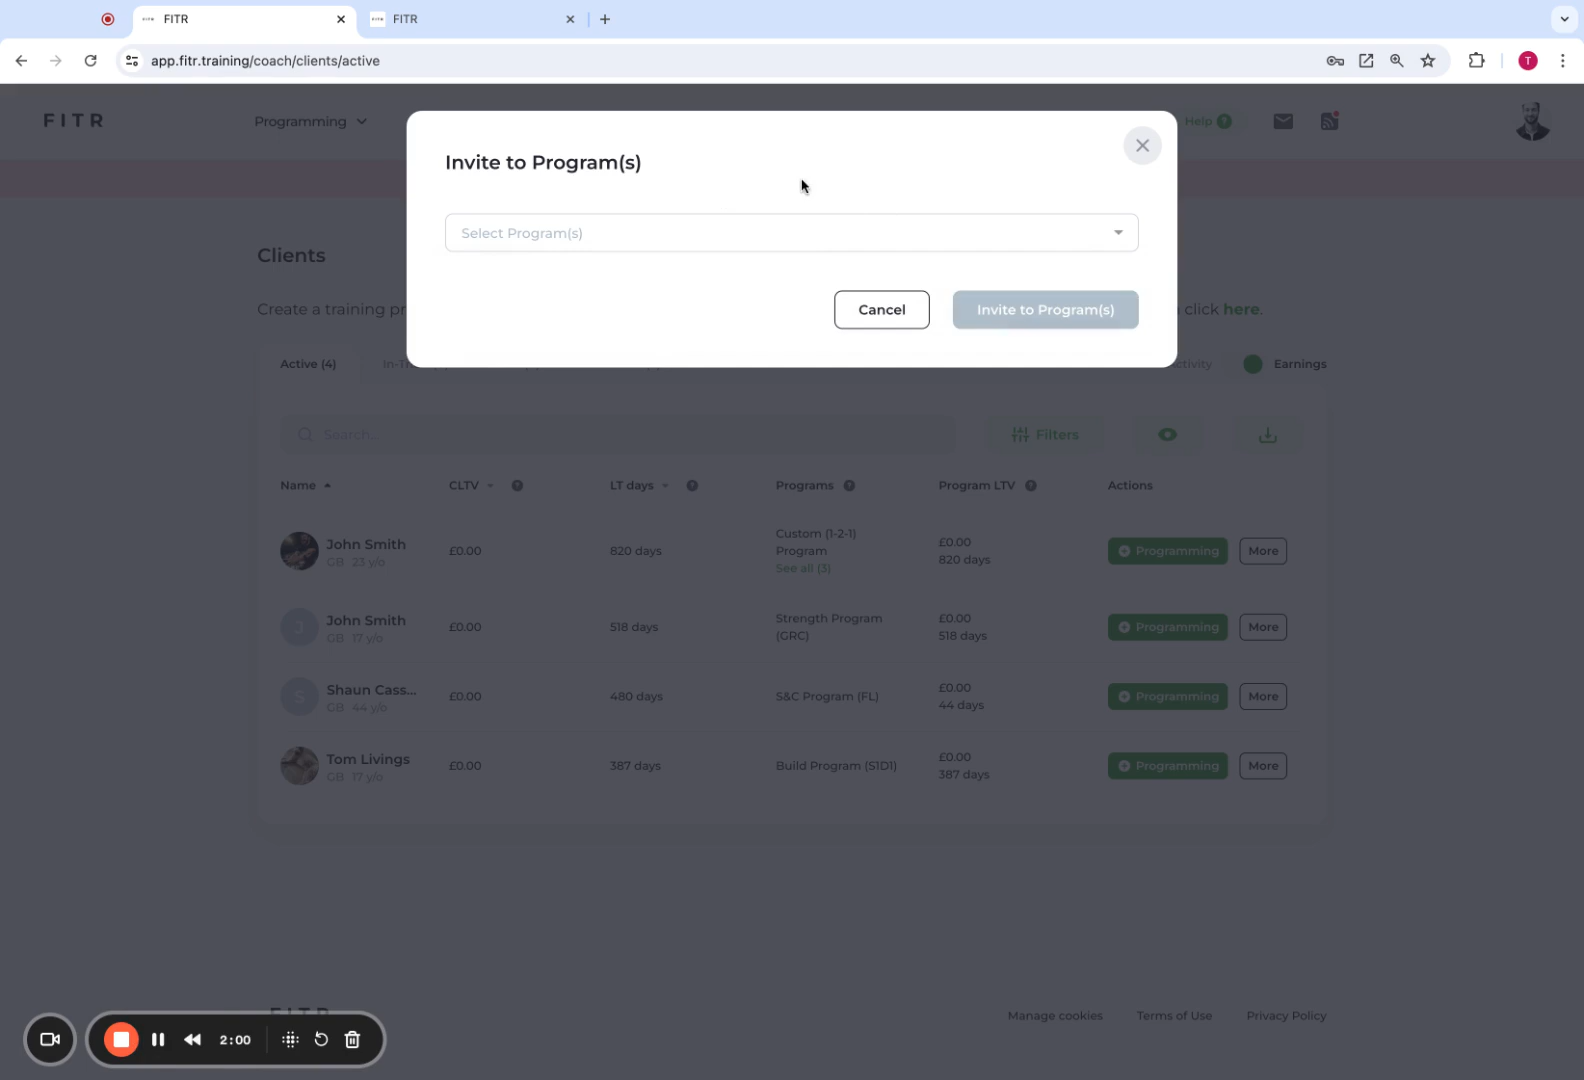 FITR
FITR
app.fitr.training/coach/clients/active
T
FITR
Programming
Help
Invite to Program(s)
Select Program(s)
Cancel
Invite to Program(s)
Clients
Create a training pr
click here.
Active (4)
In-Th
ctivity
Earnings
Search...
Filters
Name
CLTV
LT days
Programs
Program LTV
Actions
John Smith
GB 23 y/o
£0.00
820 days
Custom (1-2-1)
Program
See all (3)
£0.00
820 days
Programming
More
J
John Smith
GB 17 y/o
£0.00
518 days
Strength Program
(GRC)
£0.00
518 days
Programming
More
S
Shaun Cass...
GB 44 y/o
£0.00
480 days
S&C Program (FL)
£0.00
44 days
Programming
More
Tom Livings
GB 17 y/o
£0.00
387 days
Build Program (S1D1)
£0.00
387 days
Programming
More
FITR
Manage cookies
Terms of Use
Privacy Policy
2:00